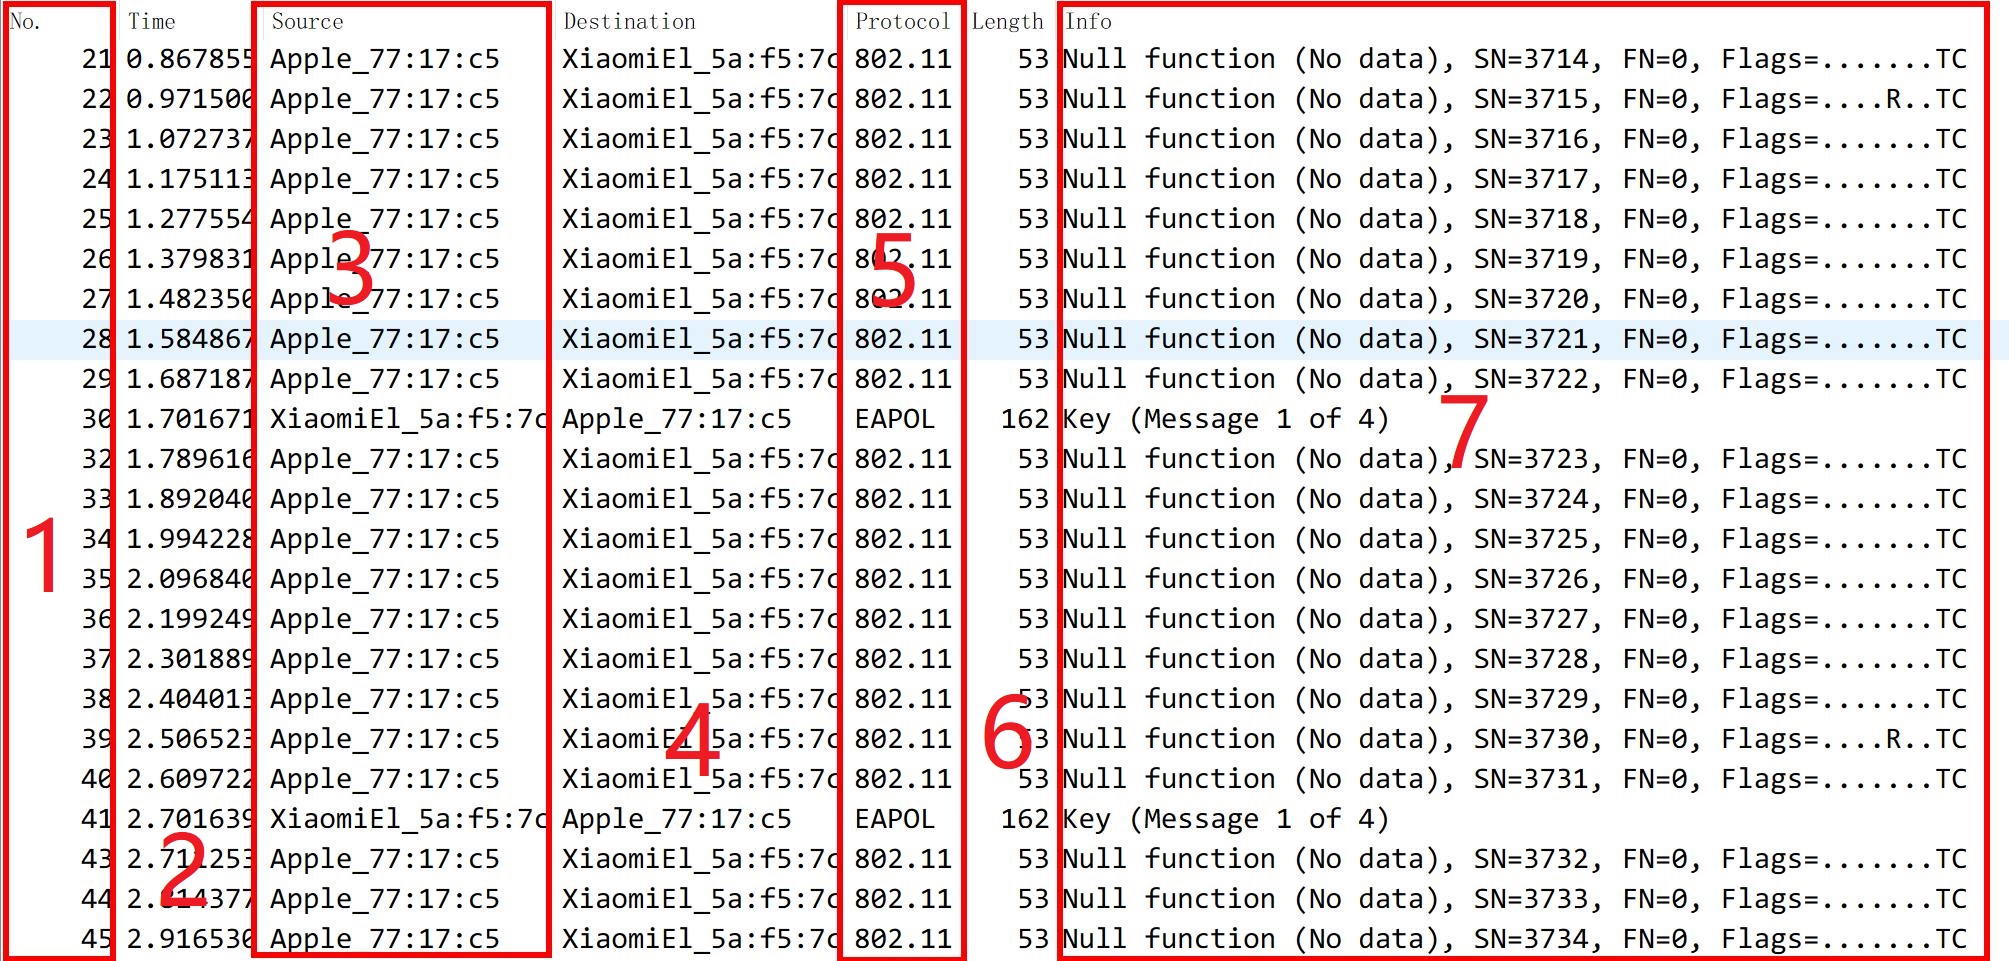 No. Time Source Destination Protocol Length Info
21 0.867855 Apple_77:17:c5 XiaomiEl_5a:f5:7c 802.11 53 Null function (No data), SN=3714, FN=0, Flags=.......TC
22 0.971500 Apple_77:17:c5 XiaomiEl_5a:f5:7c 802.11 53 Null function (No data), SN=3715, FN=0, Flags=....R..TC
23 1.072737 Apple_77:17:c5 XiaomiEl_5a:f5:7c 802.11 53 Null function (No data), SN=3716, FN=0, Flags=.......TC
24 1.175113 Apple_77:17:c5 XiaomiEl_5a:f5:7c 802.11 53 Null function (No data), SN=3717, FN=0, Flags=.......TC
25 1.277554 Apple_77:17:c5 XiaomiEl_5a:f5:7c 802.11 53 Null function (No data), SN=3718, FN=0, Flags=.......TC
26 1.379831 Apple_77:17:c5 XiaomiEl_5a:f5:7c 802.11 53 Null function (No data), SN=3719, FN=0, Flags=.......TC
3 5
27 1.482350 Apple_77:17:c5 XiaomiEl_5a:f5:7c 802.11 53 Null function (No data), SN=3720, FN=0, Flags=.......TC
28 1.584867 Apple_77:17:c5 XiaomiEl_5a:f5:7c 802.11 53 Null function (No data), SN=3721, FN=0, Flags=.......TC
29 1.687187 Apple_77:17:c5 XiaomiEl_5a:f5:7c 802.11 53 Null function (No data), SN=3722, FN=0, Flags=.......TC
30 1.701671 XiaomiEl_5a:f5:7c Apple_77:17:c5 EAPOL 162 Key (Message 1 of 4)
7
32 1.789616 Apple_77:17:c5 XiaomiEl_5a:f5:7c 802.11 53 Null function (No data), SN=3723, FN=0, Flags=.......TC
33 1.892040 Apple_77:17:c5 XiaomiEl_5a:f5:7c 802.11 53 Null function (No data), SN=3724, FN=0, Flags=.......TC
34 1.994228 Apple_77:17:c5 XiaomiEl_5a:f5:7c 802.11 53 Null function (No data), SN=3725, FN=0, Flags=.......TC
1
35 2.096840 Apple_77:17:c5 XiaomiEl_5a:f5:7c 802.11 53 Null function (No data), SN=3726, FN=0, Flags=.......TC
36 2.199249 Apple_77:17:c5 XiaomiEl_5a:f5:7c 802.11 53 Null function (No data), SN=3727, FN=0, Flags=.......TC
37 2.301889 Apple_77:17:c5 XiaomiEl_5a:f5:7c 802.11 53 Null function (No data), SN=3728, FN=0, Flags=.......TC
38 2.404013 Apple_77:17:c5 XiaomiEl_5a:f5:7c 802.11 53 Null function (No data), SN=3729, FN=0, Flags=.......TC
39 2.506523 Apple_77:17:c5 XiaomiEl_5a:f5:7c 802.11 53 Null function (No data), SN=3730, FN=0, Flags=....R..TC
4 6
40 2.609722 Apple_77:17:c5 XiaomiEl_5a:f5:7c 802.11 53 Null function (No data), SN=3731, FN=0, Flags=.......TC
41 2.701639 XiaomiEl_5a:f5:7c Apple_77:17:c5 EAPOL 162 Key (Message 1 of 4)
43 2.711253 Apple_77:17:c5 XiaomiEl_5a:f5:7c 802.11 53 Null function (No data), SN=3732, FN=0, Flags=.......TC
2
44 2.814377 Apple_77:17:c5 XiaomiEl_5a:f5:7c 802.11 53 Null function (No data), SN=3733, FN=0, Flags=.......TC
45 2.916530 Apple_77:17:c5 XiaomiEl_5a:f5:7c 802.11 53 Null function (No data), SN=3734, FN=0, Flags=.......TC